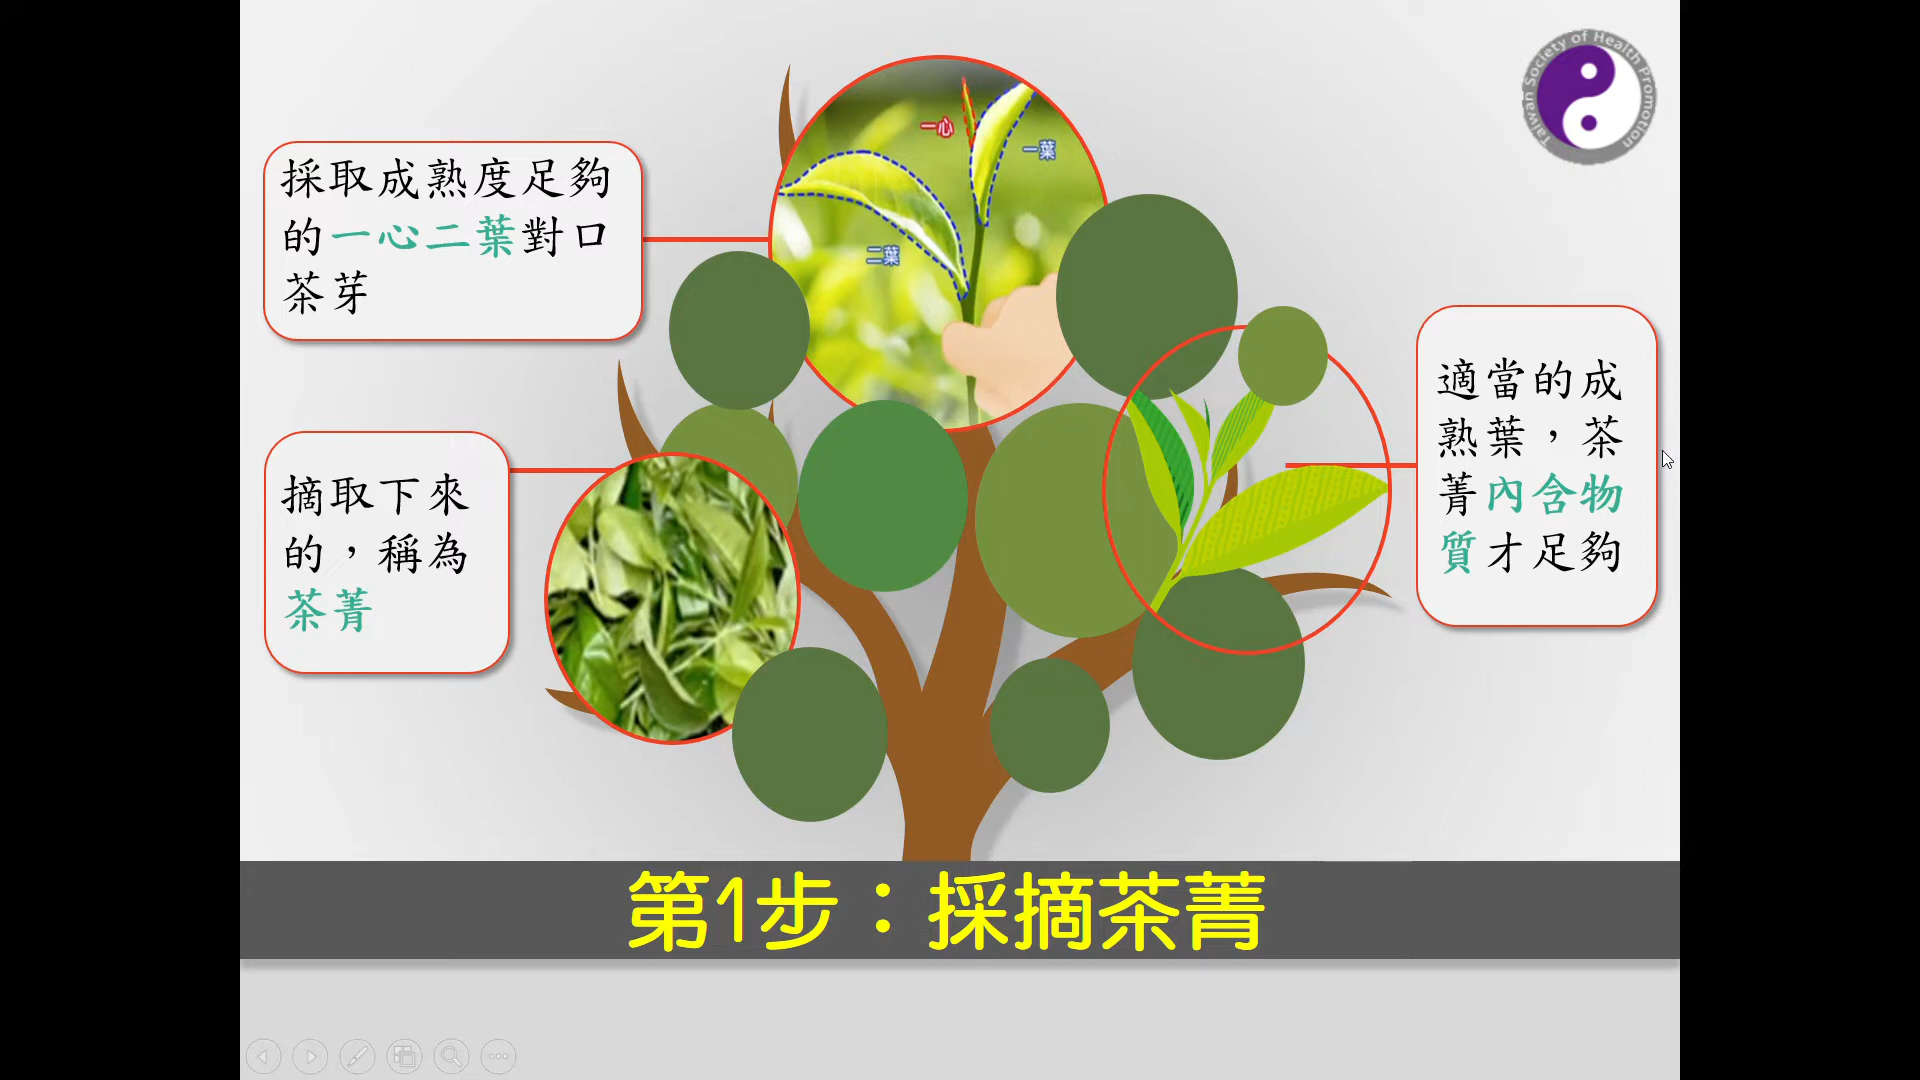 Taiwan Society of Health Promotion
採取成熟度足夠
的一心二葉對口
茶芽
一心
一葉
二葉
適當的成
熟葉，茶
菁內含物
質才足夠
摘取下來
的，稱為
茶菁
第1步：採摘茶菁